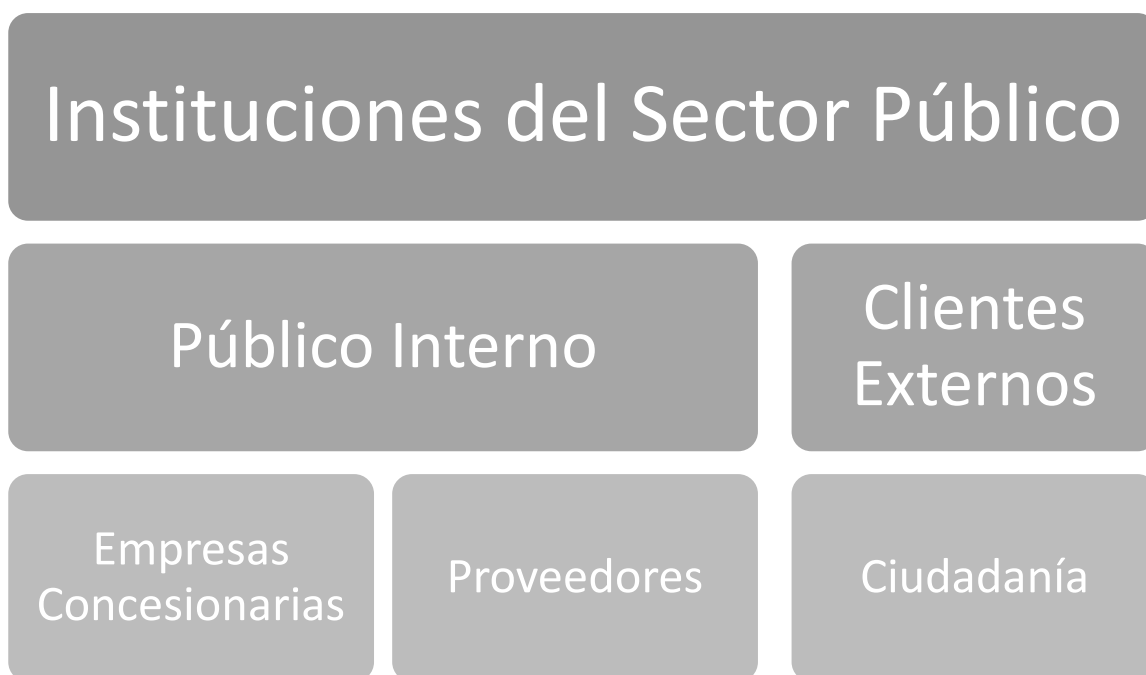 Instituciones del Sector Público
Público Interno
Clientes
Externos
Empresas
Concesionarias
Proveedores
Ciudadanía